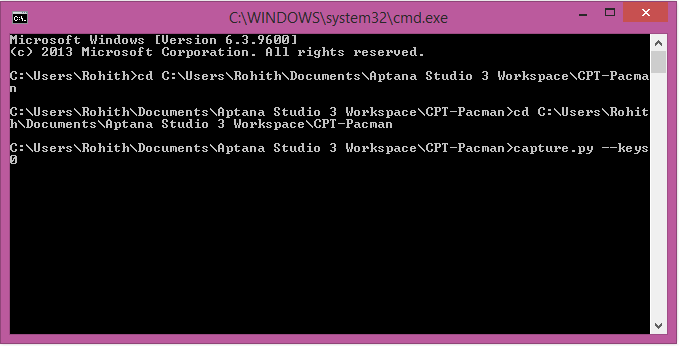 C:\WINDOWS\system32\cmd.exe
Microsoft Windows [Version 6.3.9600]
(c) 2013 Microsoft Corporation. All rights reserved.
C:\Users\Rohith>cd C:\Users\Rohith\Documents\Aptana Studio 3 Workspace\CPT-Pacma
n
C:\Users\Rohith\Documents\Aptana Studio 3 Workspace\CPT-Pacman>cd C:\Users\Rohit
h\Documents\Aptana Studio 3 Workspace\CPT-Pacman
C:\Users\Rohith\Documents\Aptana Studio 3 Workspace\CPT-Pacman>capture.py --keys
0